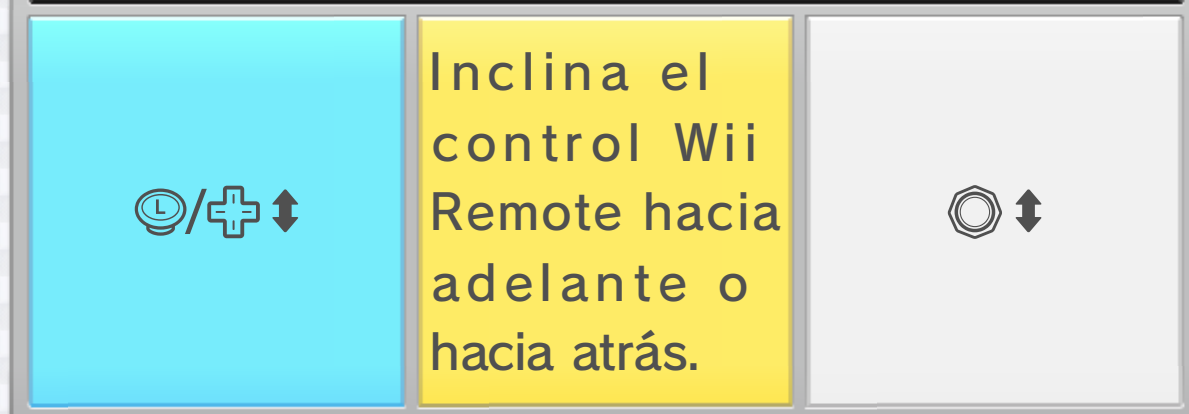 L
/
Inclina el
control Wii
Remote hacia
adelante o
hacia atrás.